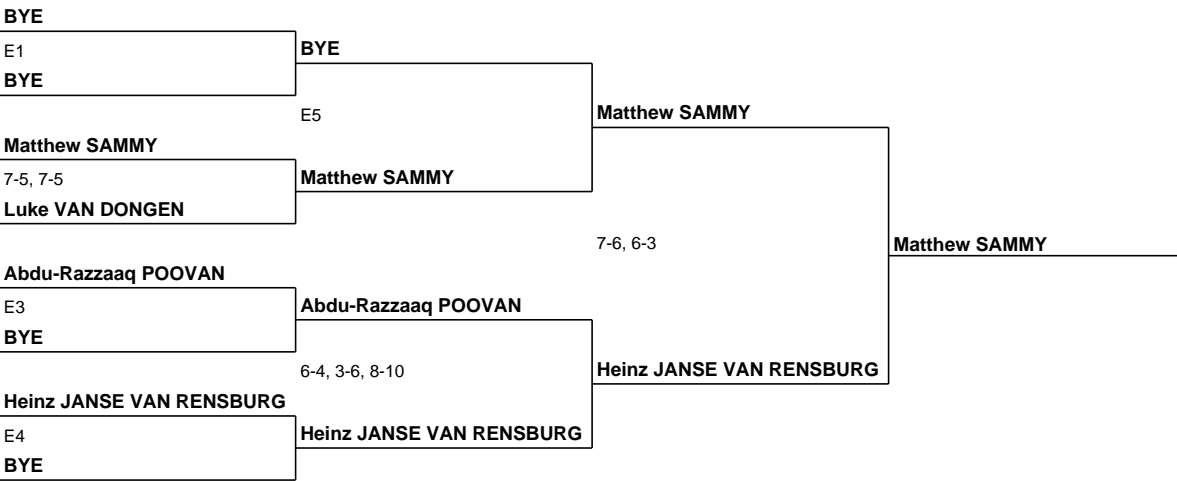 BYE
E1
BYE
BYE
E5
Matthew SAMMY
Matthew SAMMY
7-5, 7-5
Matthew SAMMY
Luke VAN DONGEN
7-6, 6-3
Matthew SAMMY
Abdu-Razzaaq POOVAN
E3
Abdu-Razzaaq POOVAN
BYE
6-4, 3-6, 8-10
Heinz JANSE VAN RENSBURG
Heinz JANSE VAN RENSBURG
E4
Heinz JANSE VAN RENSBURG
BYE